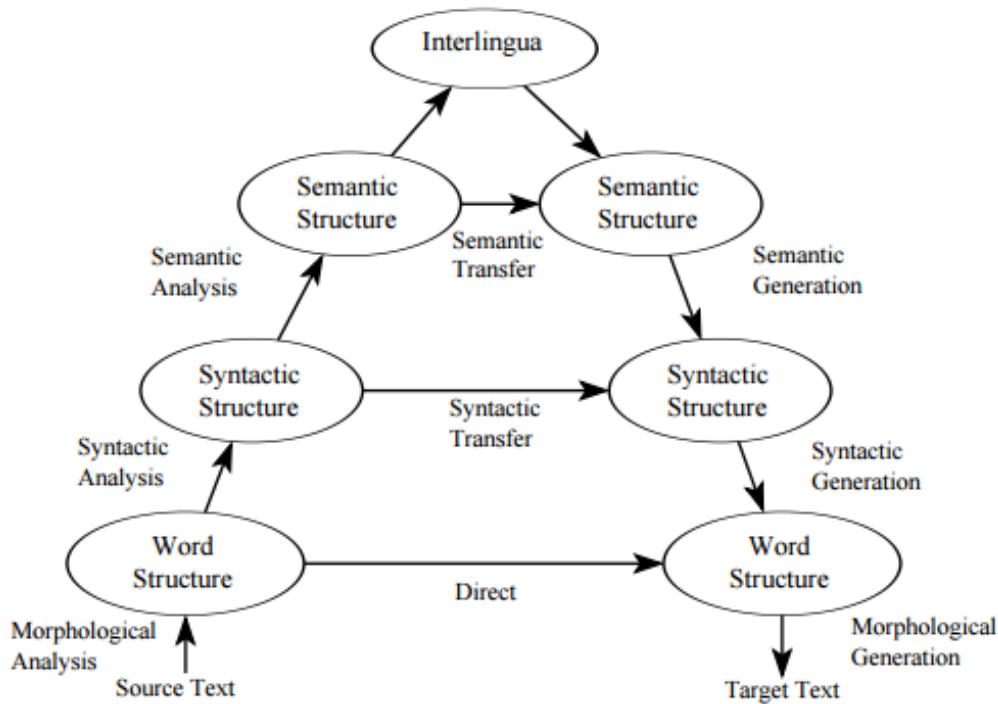 Interlingua
Semantic
Structure
Semantic
Structure
Semantic
Transfer
Semantic
Analysis
Semantic
Generation
Syntactic
Structure
Syntactic
Structure
Syntactic
Transfer
Syntactic
Analysis
Syntactic
Generation
Word
Structure
Word
Structure
Direct
Morphological
Analysis
Morphological
Generation
Source Text
Target Text